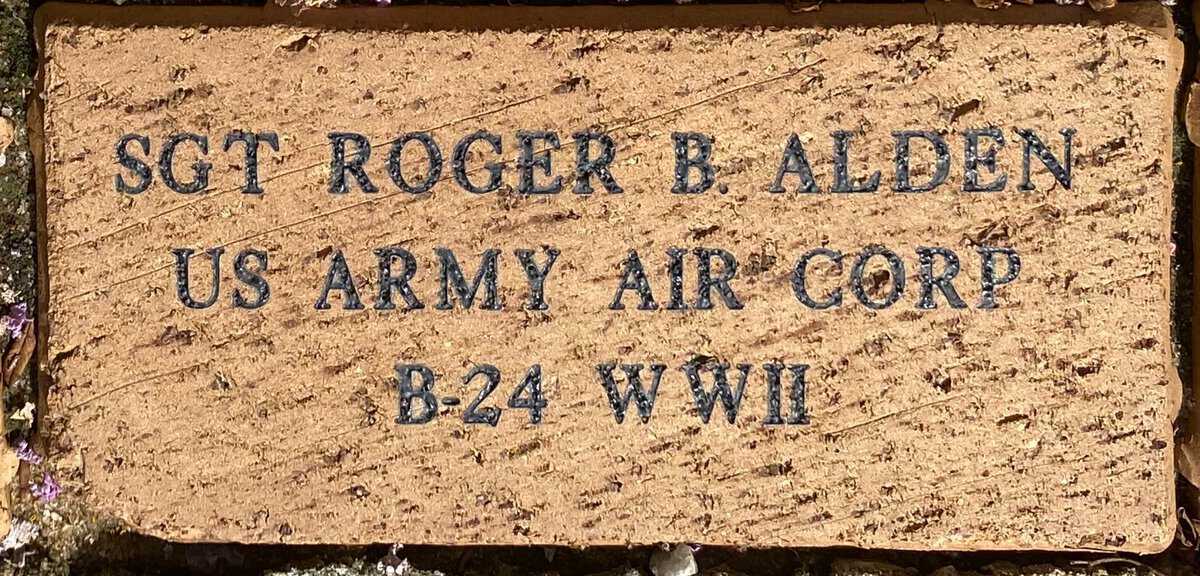 SGT ROGER B. ALDEN
US ARMY AIR CORP
B-24 WWII